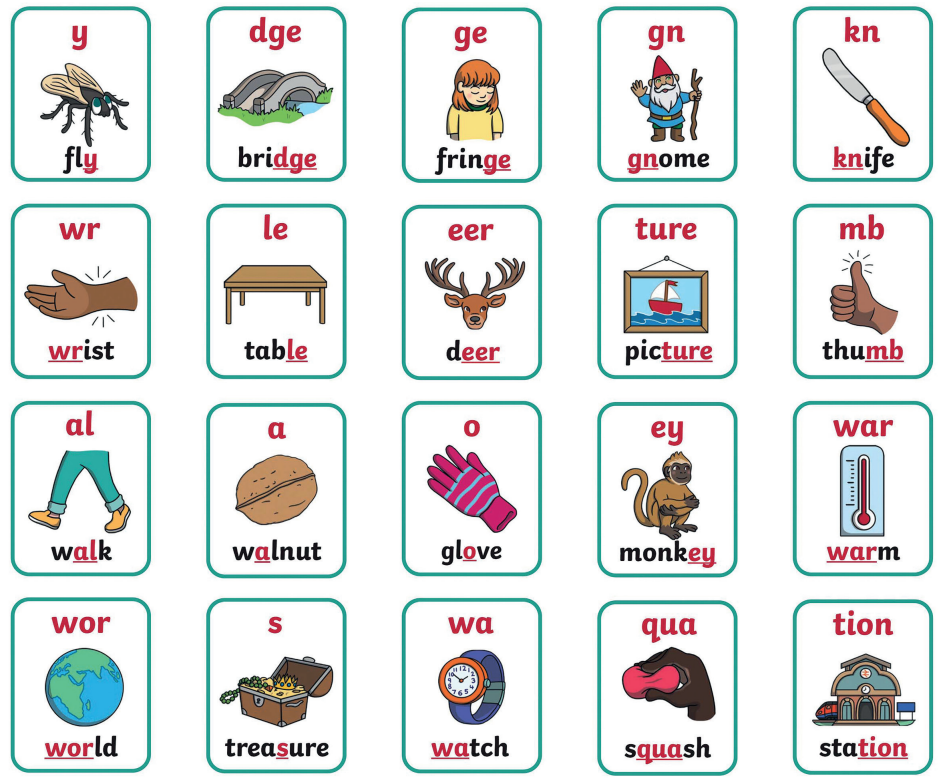 y
fly
dge
bridge
ge
fringe
gn
gnome
kn
knife
wr
wrist
le
table
eer
deer
ture
picture
mb
thumb
al
walk
a
walnut
o
glove
ey
monkey
war
warm
wor
world
s
treasure
wa
watch
qua
squash
tion
station